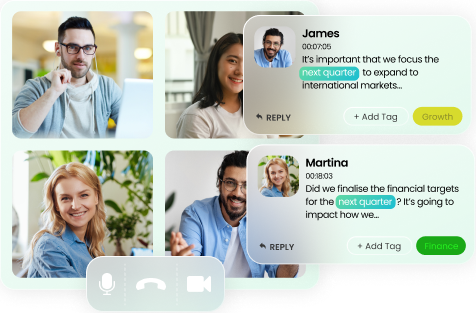 James
00:07:05
It's important that we focus the
next quarter to expand to
international markets...
REPLY
+ Add Tag
Growth
Martina
00:18:03
Did we finalise the financial targets
for the next quarter? It's going to
impact how we...
REPLY
+ Add Tag
Finance